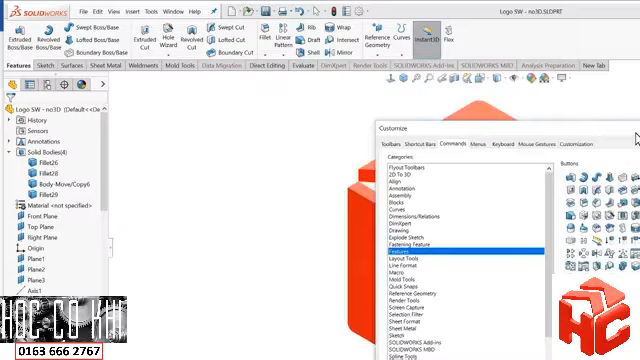 SOLIDWORKS File Edit View Insert Tools Window Help Logo SW - no3D.SLDPRT
Extruded Boss/Base Revolved Boss/Base Swept Boss/Base Lofted Boss/Base Boundary Boss/Base Extruded Cut Hole Wizard Revolved Cut Swept Cut Lofted Cut Boundary Cut Fillet Linear Pattern Rib Draft Shell Wrap Intersect Mirror Reference Geometry Curves Instant3D Flex
Features Sketch Surfaces Sheet Metal Weldments Mold Tools Data Migration Direct Editing Evaluate DimXpert Render Tools SOLIDWORKS Add-Ins SOLIDWORKS MBD Analysis Preparation New Tab
Logo SW - no3D (Default<<De
History
Sensors
Annotations
Solid Bodies(4)
Fillet26
Fillet28
Body-Move/Copy6
Fillet29
Material <not specified>
Front Plane
Top Plane
Right Plane
Origin
Plane1
Plane2
Plane3
Axis1
Customize
Toolbars Shortcut Bars Commands Menus Keyboard Mouse Gestures Customization
Categories:
Buttons
Flyout Toolbars
2D To 3D
Align
Annotation
Assembly
Blocks
Curves
Dimensions/Relations
DimXpert
Drawing
Explode Sketch
Fastening Feature
Features
Layout Tools
Line Format
Macro
Mold Tools
Quick Snaps
Reference Geometry
Render Tools
Screen Capture
Selection Filter
Sheet Metal
Sketch
SOLIDWORKS Add-ins
SOLIDWORKS MBD
Spline Tools
HỌC CƠ KHÍ
0163 666 2767
HC